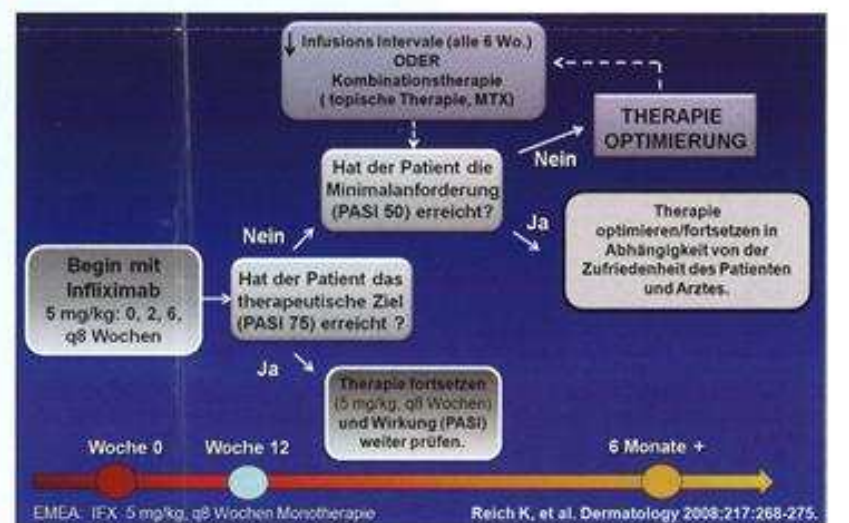 ↓ Infusions Intervale (alle 6 Wo.)
ODER
Kombinationstherapie
( topische Therapie, MTX)
THERAPIE
OPTIMIERUNG
Nein
Hat der Patient die
Minimalanforderung
(PASI 50) erreicht?
Ja
Therapie
optimieren/fortsetzen in
Abhängigkeit von der
Zufriedenheit des Patienten
und Arztes.
Nein
Begin mit
Infliximab
5 mg/kg: 0, 2, 6,
q8 Wochen
Hat der Patient das
therapeutische Ziel
(PASI 75) erreicht ?
Ja
Therapie fortsetzen
(5 mg/kg, q8 Wochen)
und Wirkung (PASI)
weiter prüfen.
Woche 0
Woche 12
6 Monate +
EMEA: IFX 5 mg/kg, q8 Wochen Monotherapie
Reich K, et al. Dermatology 2008:217:268-275.